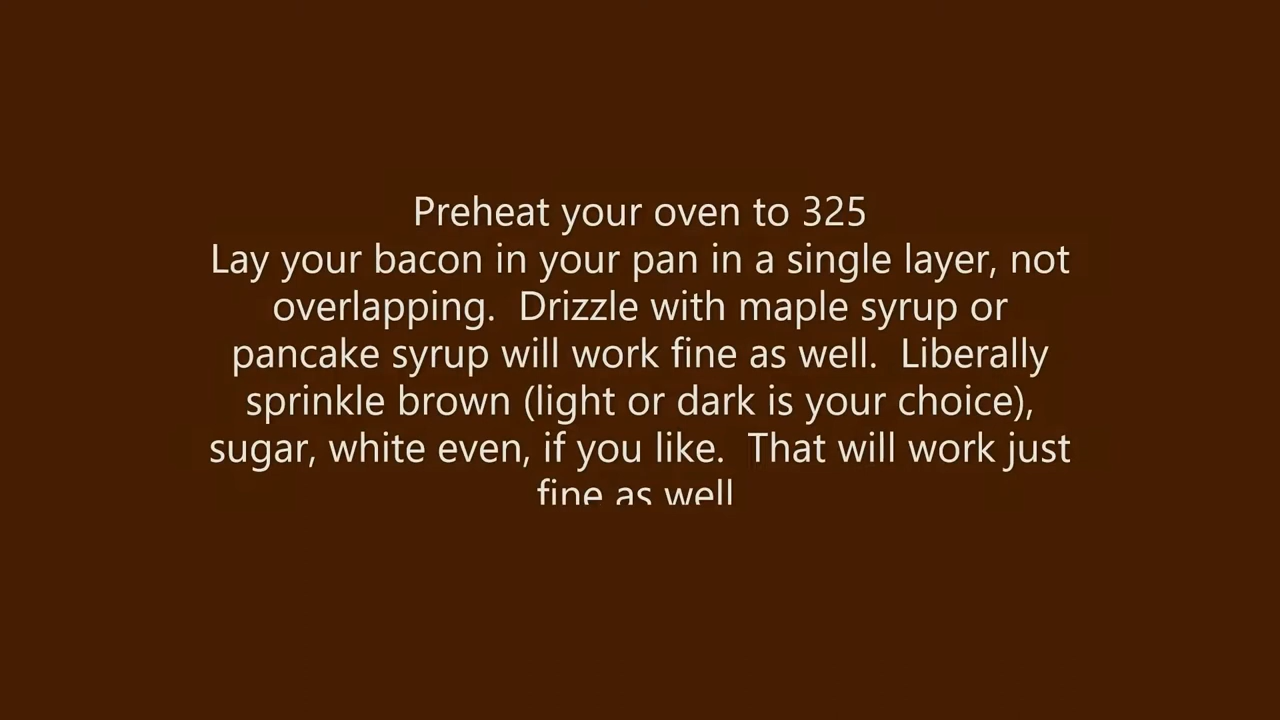 Preheat your oven to 325
Lay your bacon in your pan in a single layer, not
overlapping.  Drizzle with maple syrup or
pancake syrup will work fine as well.  Liberally
sprinkle brown (light or dark is your choice),
sugar, white even, if you like.  That will work just
fine as well